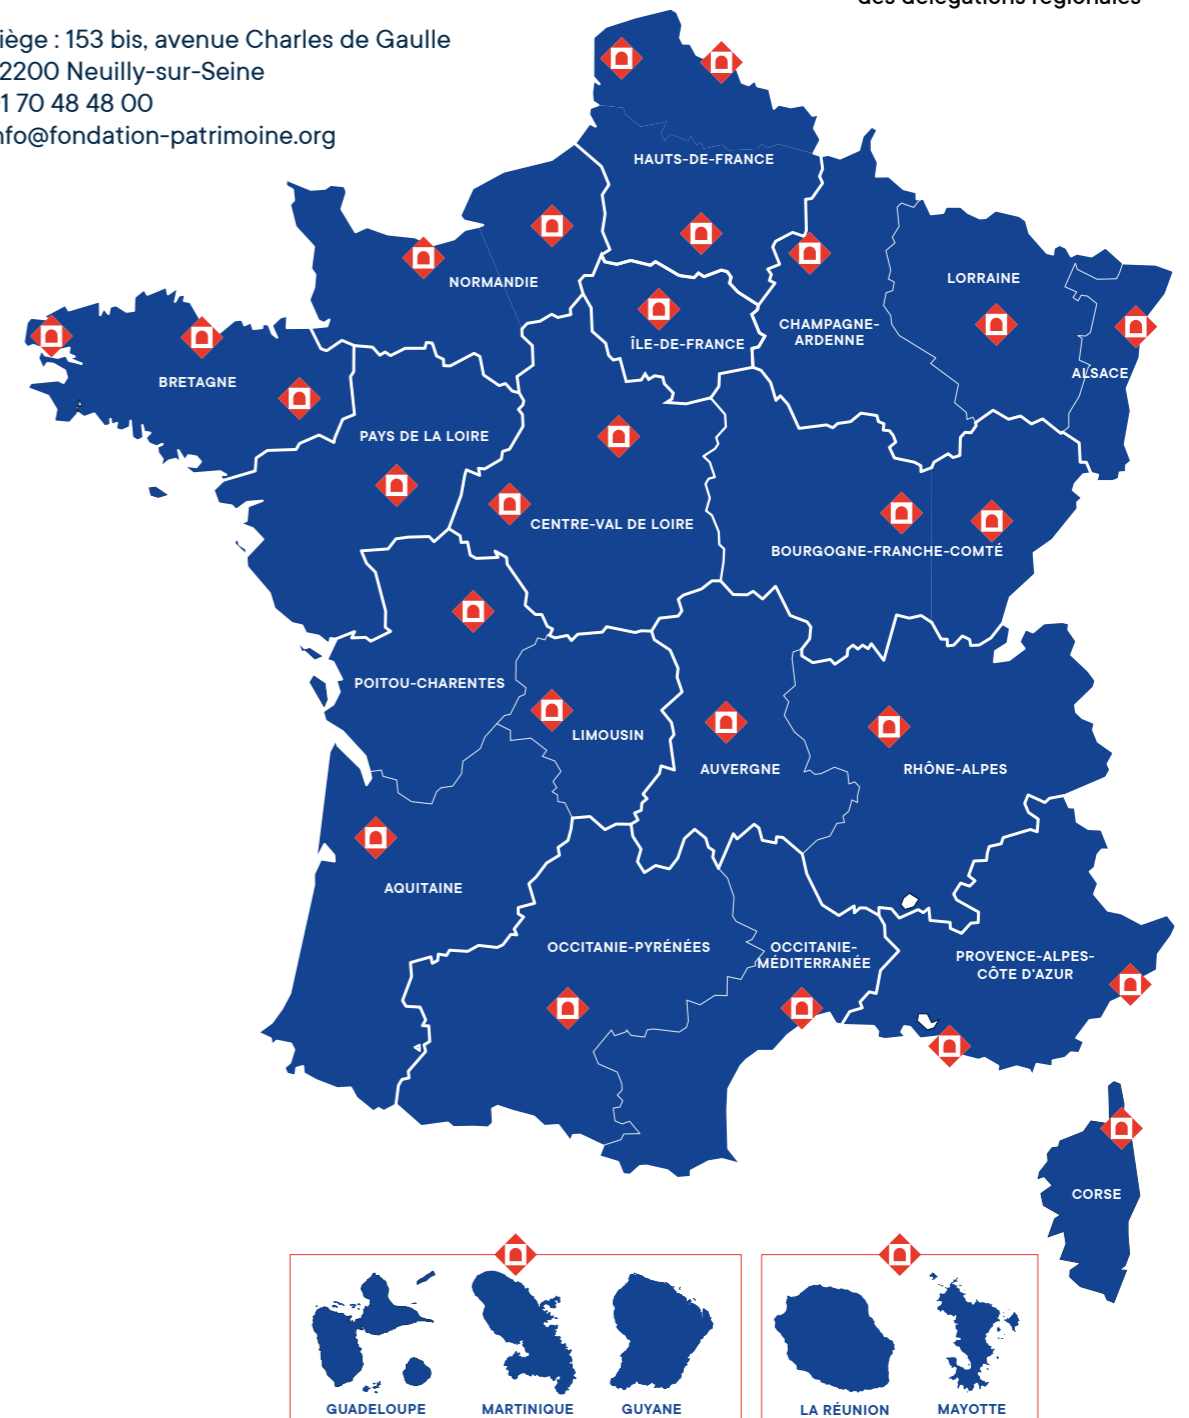 des délégations régionales
iège : 153 bis, avenue Charles de Gaulle
2200 Neuilly-sur-Seine
1 70 48 48 00
nfo@fondation-patrimoine.org
HAUTS-DE-FRANCE
NORMANDIE
LORRAINE
CHAMPAGNE-
ARDENNE
ÎLE-DE-FRANCE
ALSACE
BRETAGNE
PAYS DE LA LOIRE
CENTRE-VAL DE LOIRE
BOURGOGNE-FRANCHE-COMTÉ
POITOU-CHARENTES
LIMOUSIN
AUVERGNE
RHÔNE-ALPES
AQUITAINE
OCCITANIE-PYRÉNÉES
OCCITANIE-
MÉDITERRANÉE
PROVENCE-ALPES-
CÔTE D'AZUR
CORSE
GUADELOUPE
MARTINIQUE
GUYANE
LA RÉUNION
MAYOTTE